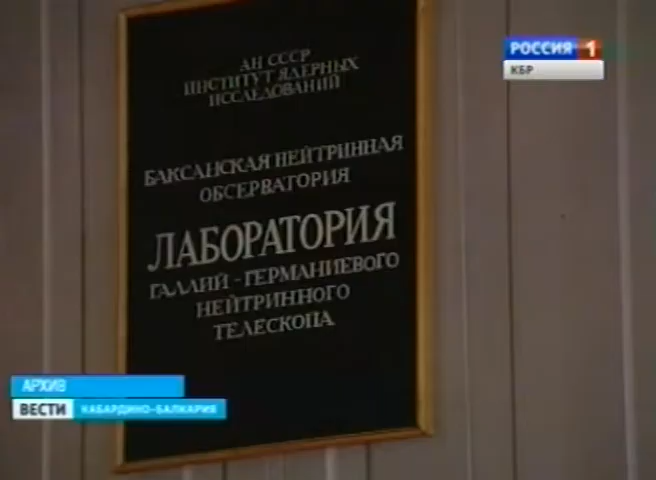 АН СССР
ИНСТИТУТ ЯДЕРНЫХ
ИССЛЕДОВАНИЙ
БАКСАНСКАЯ НЕЙТРИННАЯ
ОБСЕРВАТОРИЯ
ЛАБОРАТОРИЯ
ГАЛЛИЙ - ГЕРМАНИЕВОГО
НЕЙТРИННОГО
ТЕЛЕСКОПА
РОССИЯ 1
КБР
АРХИВ
ВЕСТИ КАБАРДИНО-БАЛКАРИЯ